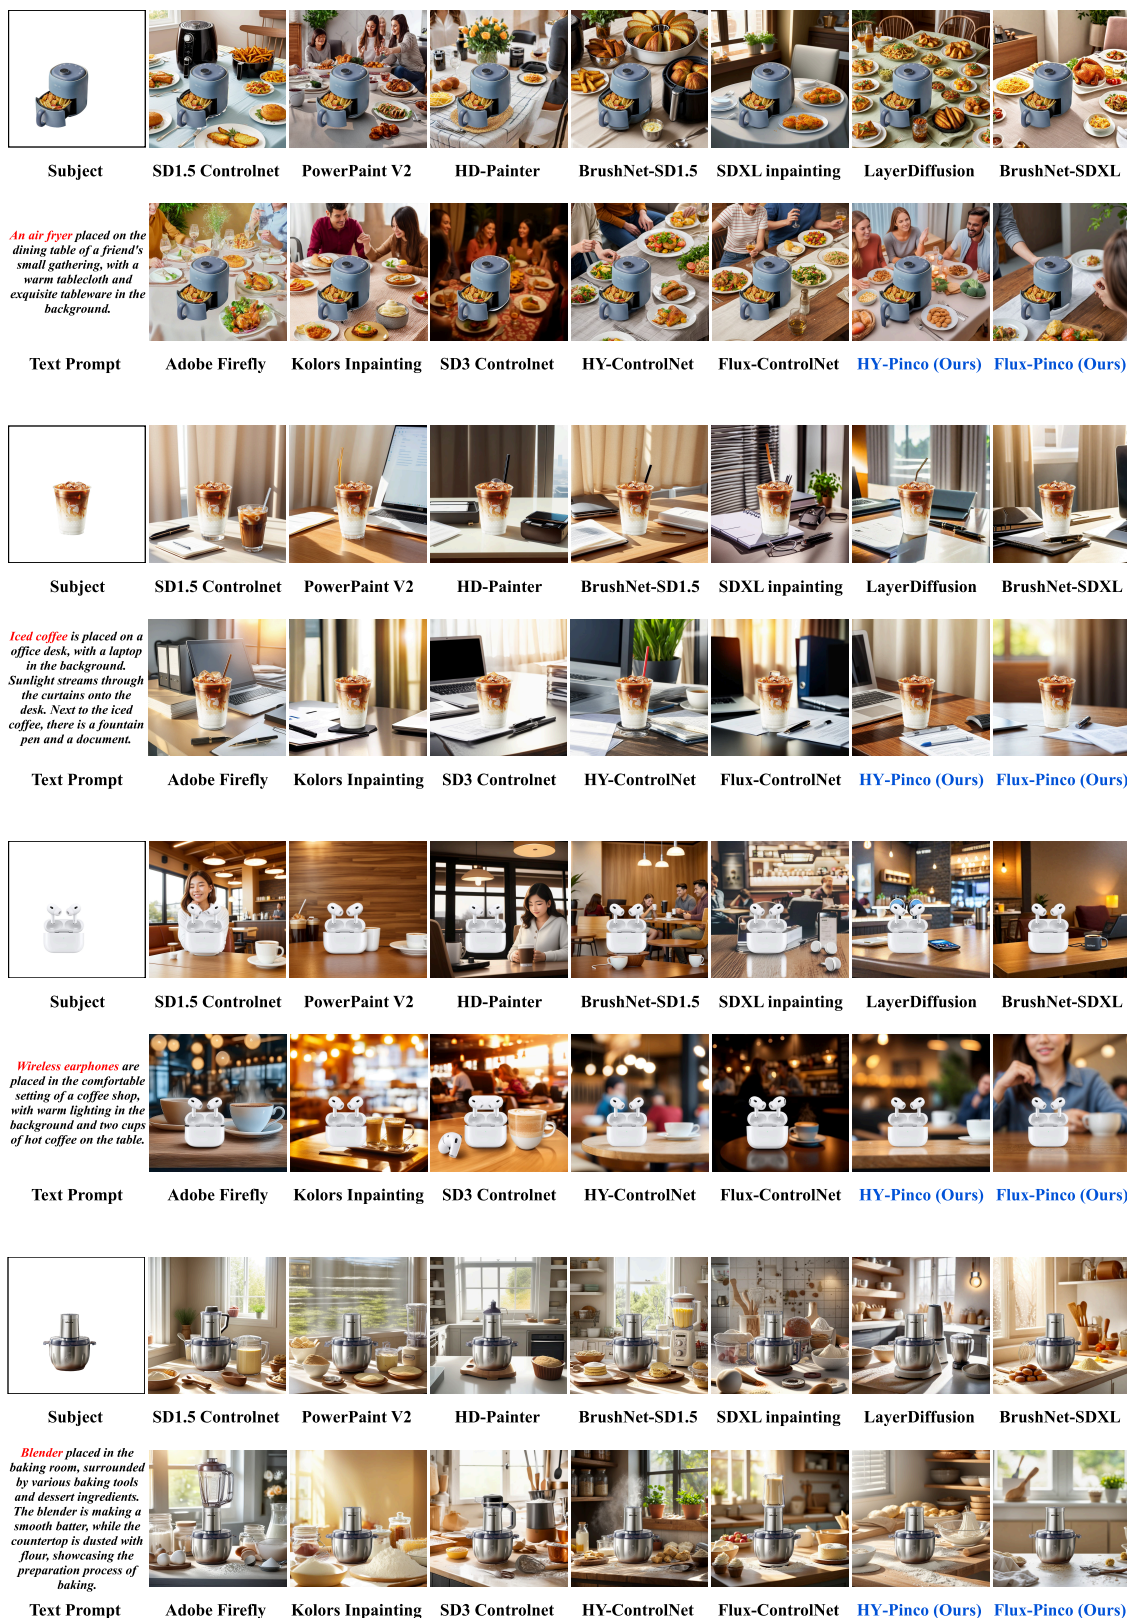 Subject
SD1.5 Controlnet
PowerPaint V2
HD-Painter
BrushNet-SD1.5
SDXL inpainting
LayerDiffusion
BrushNet-SDXL
An air fryer placed on the
dining table of a friend's
small gathering, with a
warm tablecloth and
exquisite tableware in the
background.
Text Prompt
Adobe Firefly
Kolors Inpainting
SD3 Controlnet
HY-ControlNet
Flux-ControlNet
HY-Pinco (Ours)
Flux-Pinco (Ours)
Subject
SD1.5 Controlnet
PowerPaint V2
HD-Painter
BrushNet-SD1.5
SDXL inpainting
LayerDiffusion
BrushNet-SDXL
Iced coffee is placed on a
office desk, with a laptop
in the background.
Sunlight streams through
the curtains onto the
desk. Next to the iced
coffee, there is a fountain
pen and a document.
Text Prompt
Adobe Firefly
Kolors Inpainting
SD3 Controlnet
HY-ControlNet
Flux-ControlNet
HY-Pinco (Ours)
Flux-Pinco (Ours)
Subject
SD1.5 Controlnet
PowerPaint V2
HD-Painter
BrushNet-SD1.5
SDXL inpainting
LayerDiffusion
BrushNet-SDXL
Wireless earphones are
placed in the comfortable
setting of a coffee shop,
with warm lighting in the
background and two cups
of hot coffee on the table.
Text Prompt
Adobe Firefly
Kolors Inpainting
SD3 Controlnet
HY-ControlNet
Flux-ControlNet
HY-Pinco (Ours)
Flux-Pinco (Ours)
Subject
SD1.5 Controlnet
PowerPaint V2
HD-Painter
BrushNet-SD1.5
SDXL inpainting
LayerDiffusion
BrushNet-SDXL
Blender placed in the
baking room, surrounded
by various baking tools
and dessert ingredients.
The blender is making a
smooth batter, while the
countertop is dusted with
flour, showcasing the
preparation process of
baking.
Text Prompt
Adobe Firefly
Kolors Inpainting
SD3 Controlnet
HY-ControlNet
Flux-ControlNet
HY-Pinco (Ours)
Flux-Pinco (Ours)